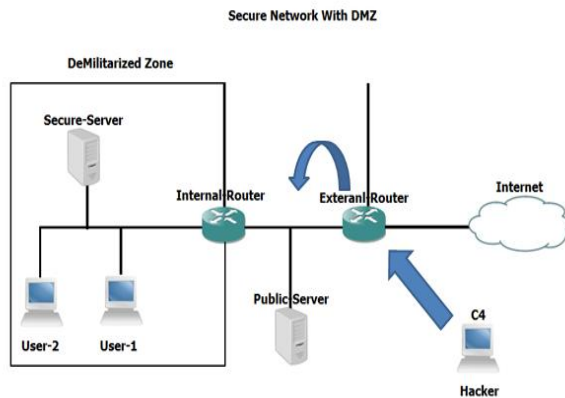 Secure Network With DMZ
DeMilitarized Zone
Secure-Server
Internal-Router
Exteranl-Router
Internet
Public-Server
C4
User-2
User-1
Hacker